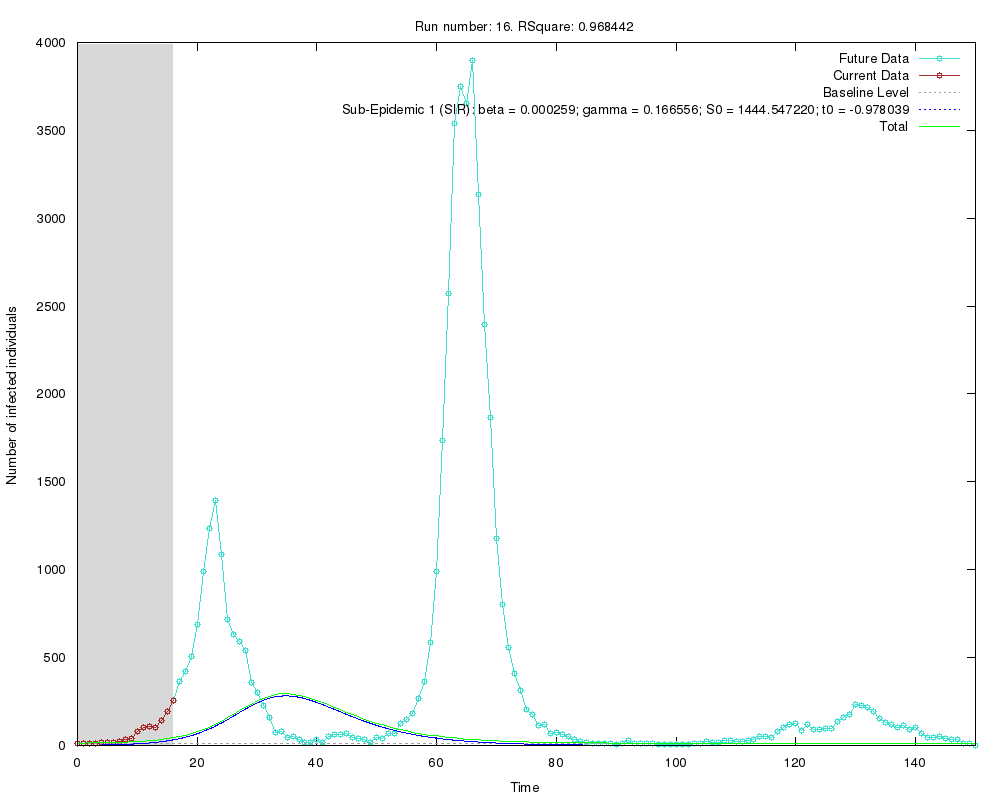 Run number: 16. RSquare: 0.968442
Future Data
Current Data
Baseline Level
Sub-Epidemic 1 (SIR): beta = 0.000259; gamma = 0.166556; S0 = 1444.547220; t0 = -0.978039
Total
4000
3500
3000
2500
2000
1500
1000
500
0
Number of infected individuals
0 20 40 60 80 100 120 140
Time